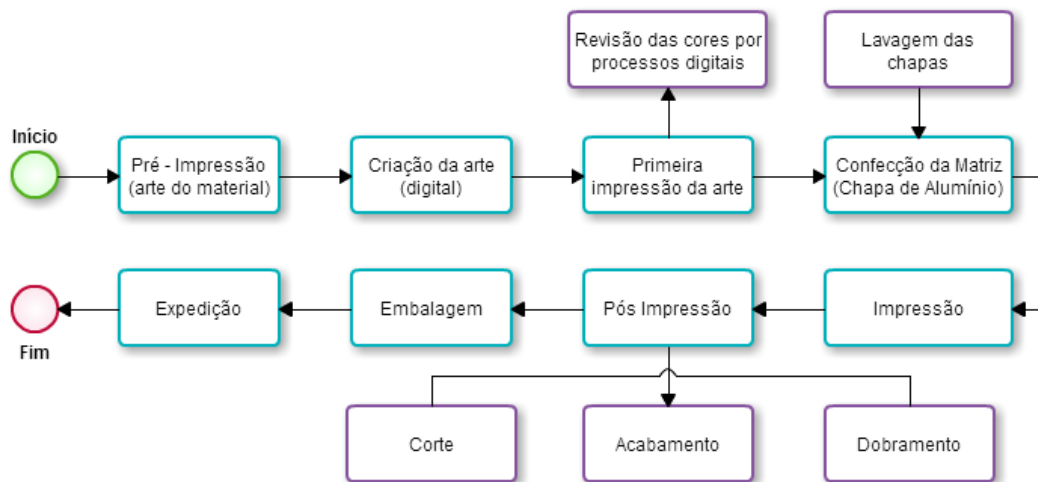 Revisão das cores por
processos digitais
Lavagem das
chapas
Início
Pré - Impressão
(arte do material)
Criação da arte
(digital)
Primeira
impressão da arte
Confecção da Matriz
(Chapa de Alumínio)
Expedição
Embalagem
Pós Impressão
Impressão
Fim
Corte
Acabamento
Dobramento